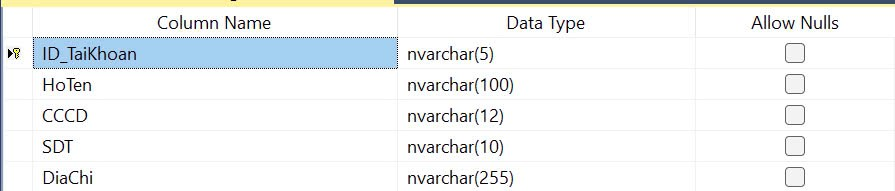 Column Name Data Type Allow Nulls
ID_TaiKhoan nvarchar(5)
HoTen nvarchar(100)
CCCD nvarchar(12)
SDT nvarchar(10)
DiaChi nvarchar(255)